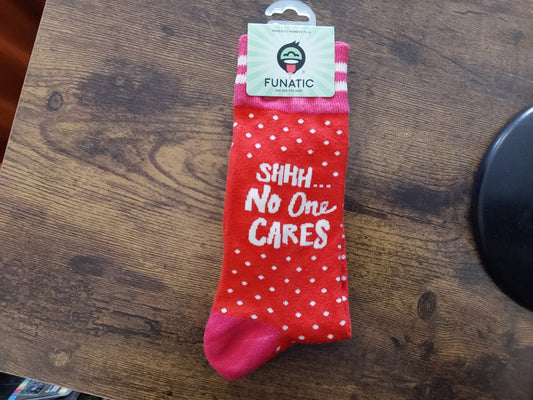 FUNATIC
SHHH...
No One
CARES